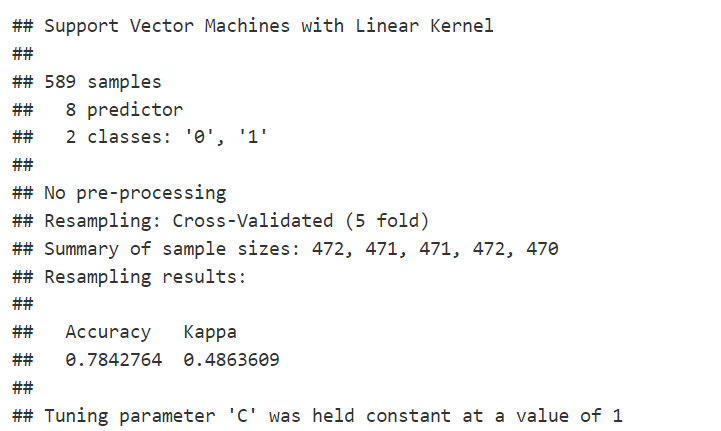 ## Support Vector Machines with Linear Kernel
##
## 589 samples
##   8 predictor
##   2 classes: '0', '1'
##
## No pre-processing
## Resampling: Cross-Validated (5 fold)
## Summary of sample sizes: 472, 471, 471, 472, 470
## Resampling results:
##
##   Accuracy   Kappa
##   0.7842764  0.4863609
##
## Tuning parameter 'C' was held constant at a value of 1